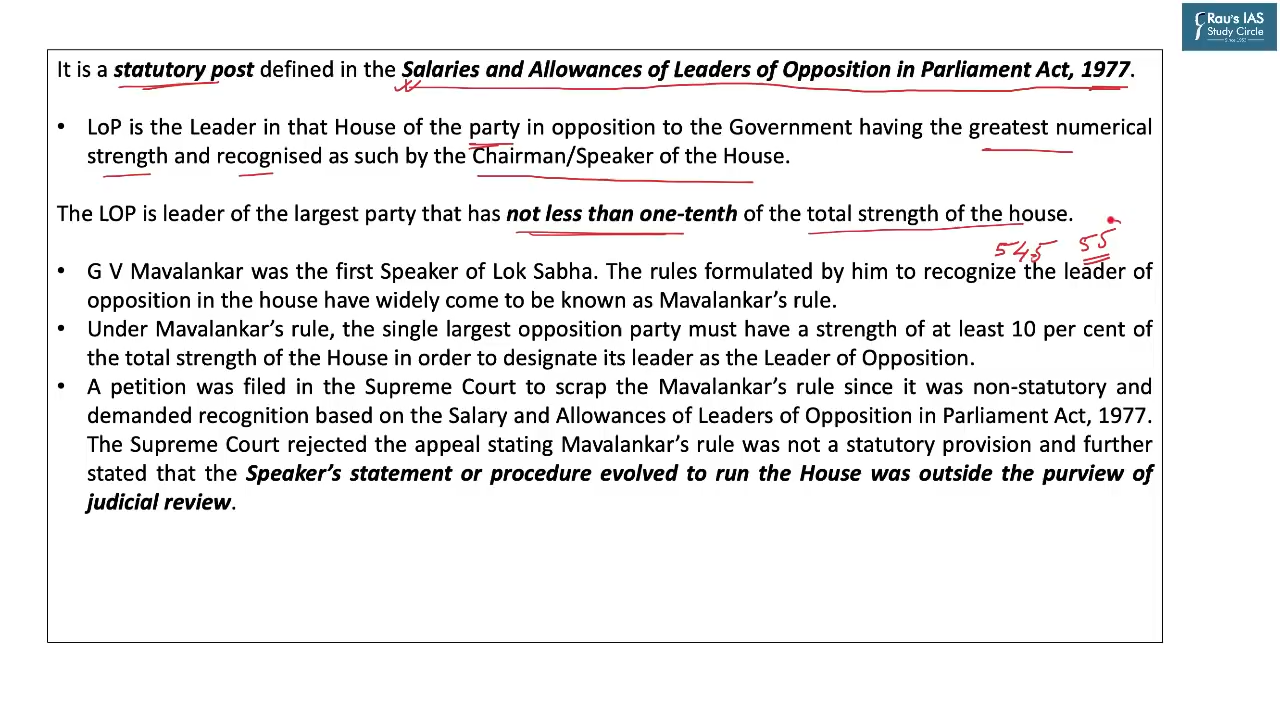 Rau's IAS
Study Circle
Since 1953
It is a statutory post defined in the Salaries and Allowances of Leaders of Opposition in Parliament Act, 1977.
• LoP is the Leader in that House of the party in opposition to the Government having the greatest numerical
strength and recognised as such by the Chairman/Speaker of the House.
The LOP is leader of the largest party that has not less than one-tenth of the total strength of the house.
545 55
• G V Mavalankar was the first Speaker of Lok Sabha. The rules formulated by him to recognize the leader of
opposition in the house have widely come to be known as Mavalankar's rule.
• Under Mavalankar's rule, the single largest opposition party must have a strength of at least 10 per cent of
the total strength of the House in order to designate its leader as the Leader of Opposition.
• A petition was filed in the Supreme Court to scrap the Mavalankar's rule since it was non-statutory and
demanded recognition based on the Salary and Allowances of Leaders of Opposition in Parliament Act, 1977.
The Supreme Court rejected the appeal stating Mavalankar's rule was not a statutory provision and further
stated that the Speaker's statement or procedure evolved to run the House was outside the purview of
judicial review.